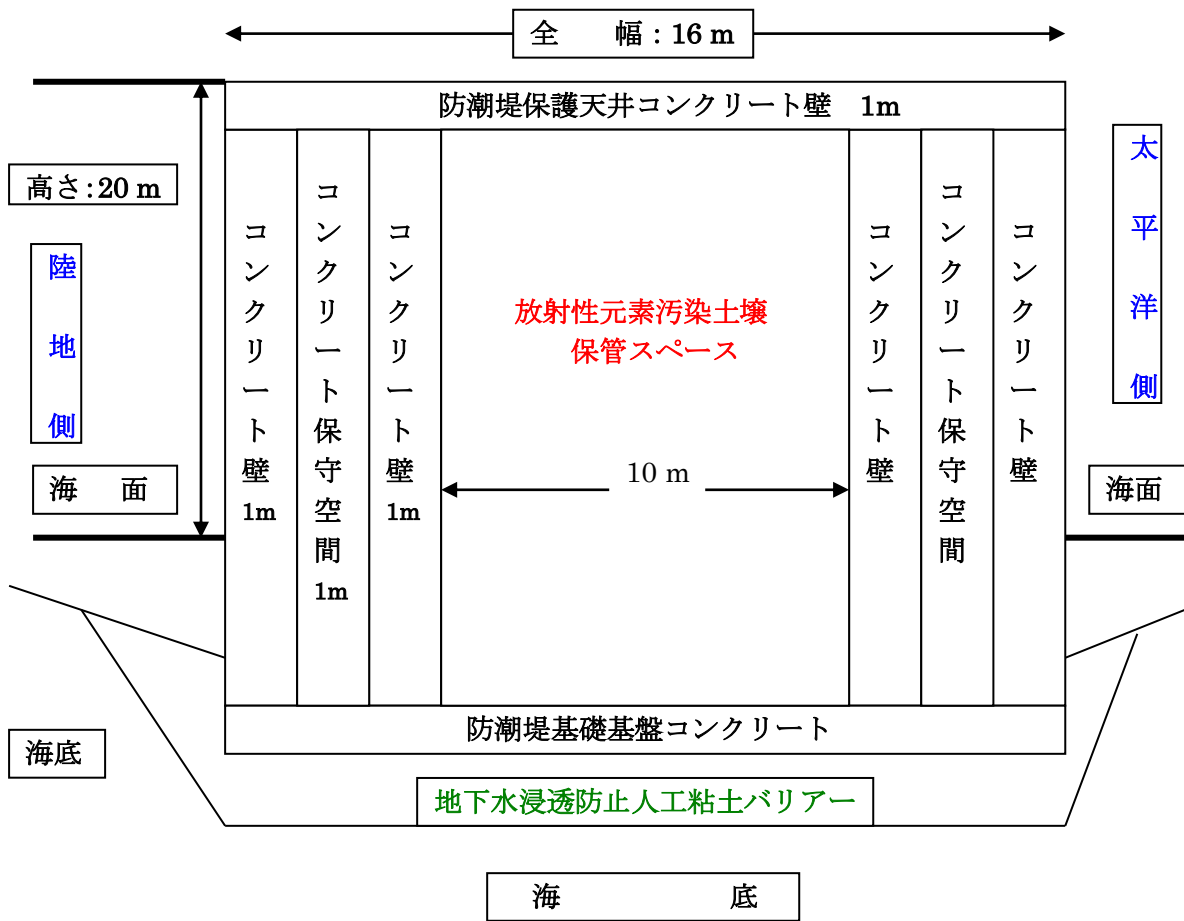 全　幅：16 m
防潮堤保護天井コンクリート壁　1m
高さ:20 m
陸地側
海　面
コンクリート壁1m
コンクリート保守空間1m
コンクリート壁1m
放射性元素汚染土壌
保管スペース
10 m
コンクリート壁
コンクリート保守空間
コンクリート壁
太平洋側
海面
防潮堤基礎基盤コンクリート
海底
地下水浸透防止人工粘土バリアー
海　底